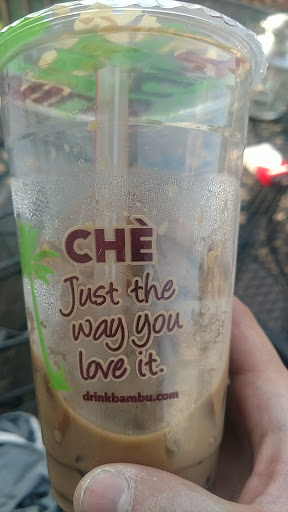 CHÈ
Just the
way you
love it.
drinkbambu.com